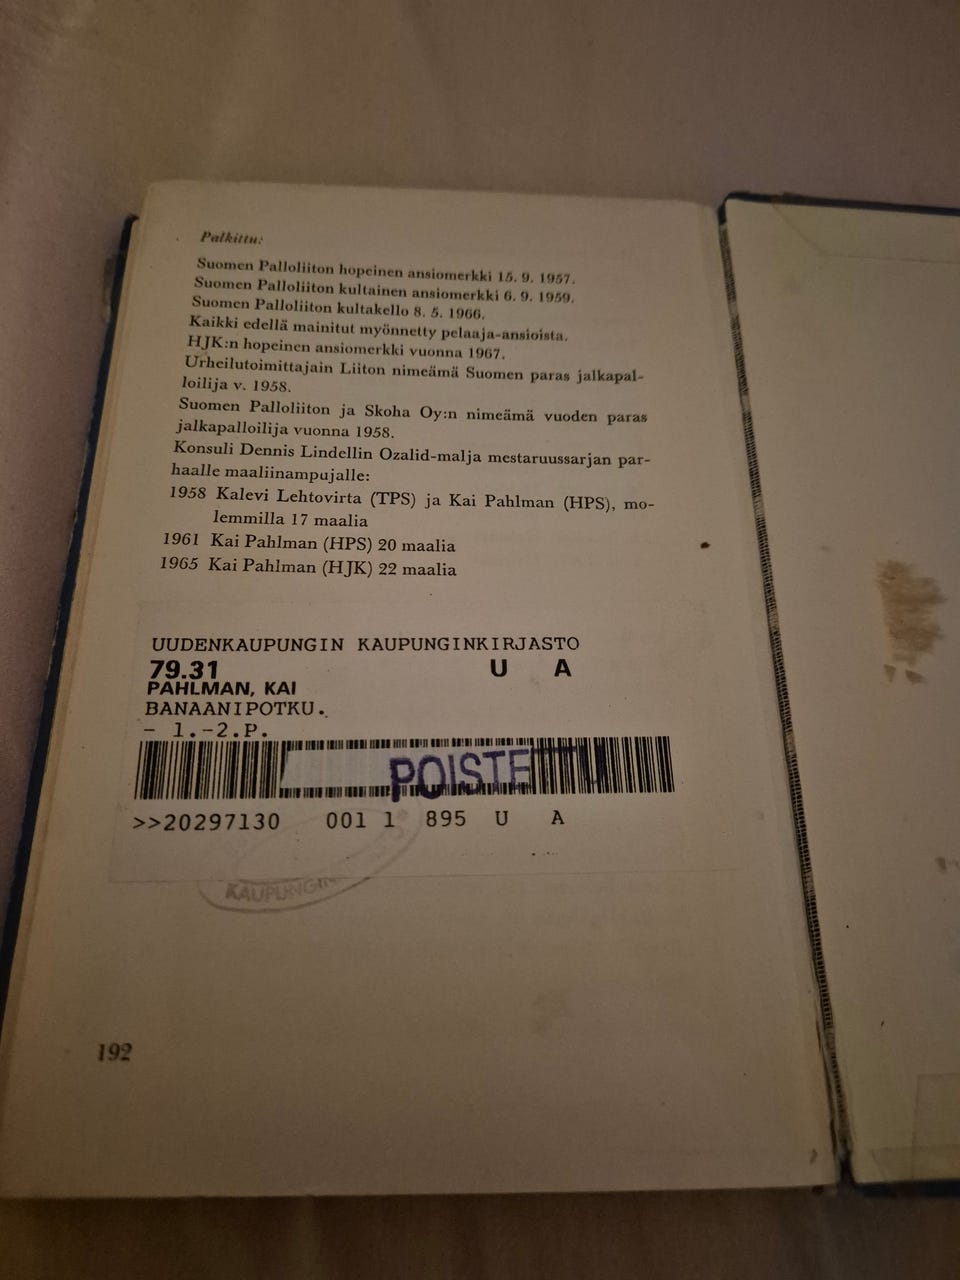 Palkittu:
Suomen Palloliiton hopeinen ansiomerkki 15. 9. 1957.
Suomen Palloliiton kultainen ansiomerkki 6. 9. 1959.
Suomen Palloliiton kultakello 8. 5. 1966.
Kaikki edellä mainitut myönnetty pelaaja-ansioista.
HJK:n hopeinen ansiomerkki vuonna 1967.
Urheilutoimittajain Liiton nimeämä Suomen paras jalkapal-
loilija v. 1958.
Suomen Palloliiton ja Skoha Oy:n nimeämä vuoden paras
jalkapalloilija vuonna 1958.
Konsuli Dennis Lindellin Ozalid-malja mestaruussarjan par-
haalle maaliinampujalle:
1958 Kalevi Lehtovirta (TPS) ja Kai Pahlman (HPS), mo-
lemmilla 17 maalia
1961 Kai Pahlman (HPS) 20 maalia
1965 Kai Pahlman (HJK) 22 maalia
UUDENKAUPUNGIN KAUPUNGINKIRJASTO
79.31 U A
PAHLMAN, KAI
BANAANIPOTKU.
- 1.-2.P.
POISTETTU
>>20297130 001 1 895 U A
192